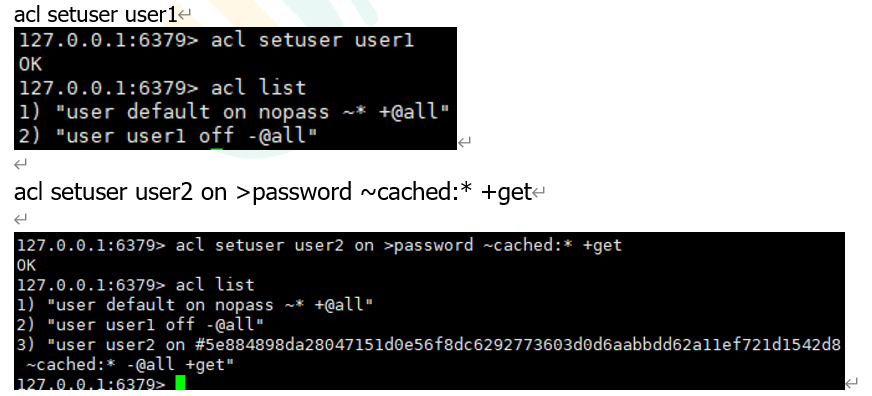 acl setuser user1
127.0.0.1:6379> acl setuser user1
OK
127.0.0.1:6379> acl list
1) "user default on nopass ~* +@all"
2) "user user1 off -@all"
acl setuser user2 on >password ~cached:* +get
127.0.0.1:6379> acl setuser user2 on >password ~cached:* +get
OK
127.0.0.1:6379> acl list
1) "user default on nopass ~* +@all"
2) "user user1 off -@all"
3) "user user2 on #5e884898da28047151d0e56f8dc6292773603d0d6aabbdd62a11ef721d1542d8
~cached:* -@all +get"
127.0.0.1:6379>